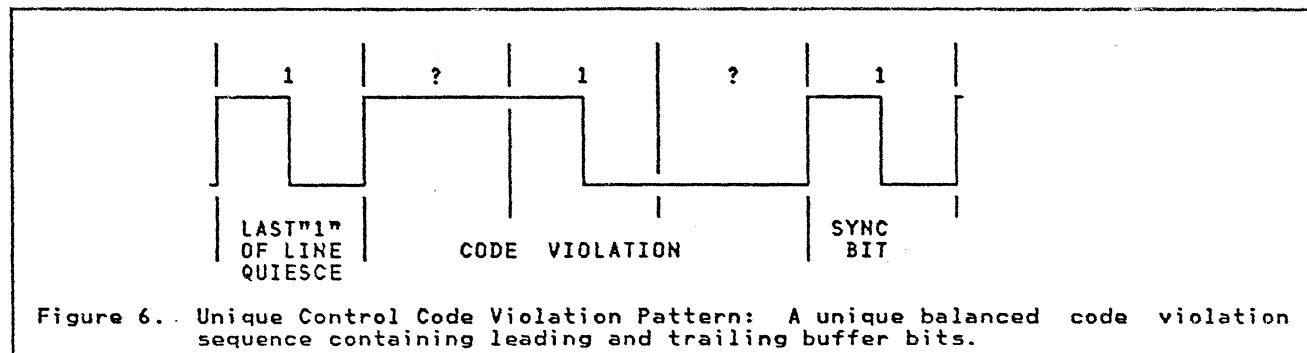 1 ? 1 ? 1
LAST"1"
OF LINE
QUIESCE
CODE VIOLATION
SYNC
BIT
Figure 6. Unique Control Code Violation Pattern: A unique balanced code violation
sequence containing leading and trailing buffer bits.